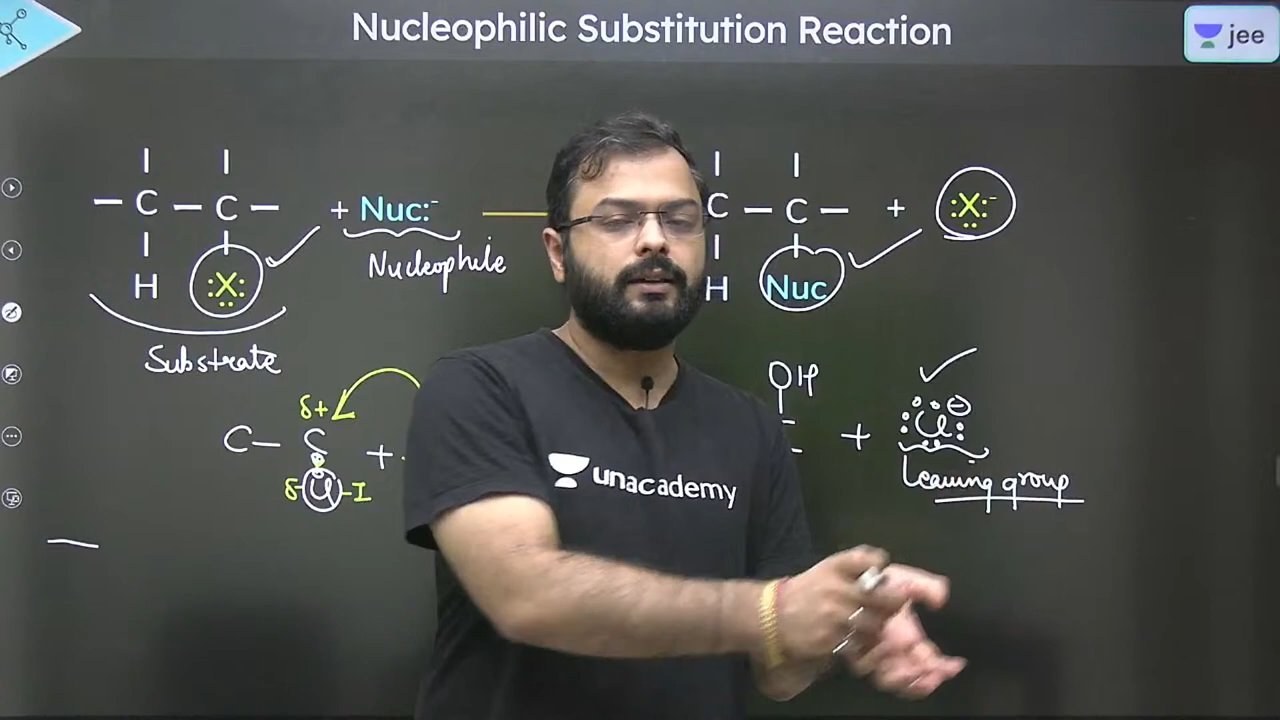 Nucleophilic Substitution Reaction
jee
— C — C — + Nuc:⁻ C — C — + :X:⁻
H :X: H Nuc
Nucleophile
Substrate
OH
δ+
C — C + + :Cl:⊖
δ- Cl -I
Leaving group
unacademy